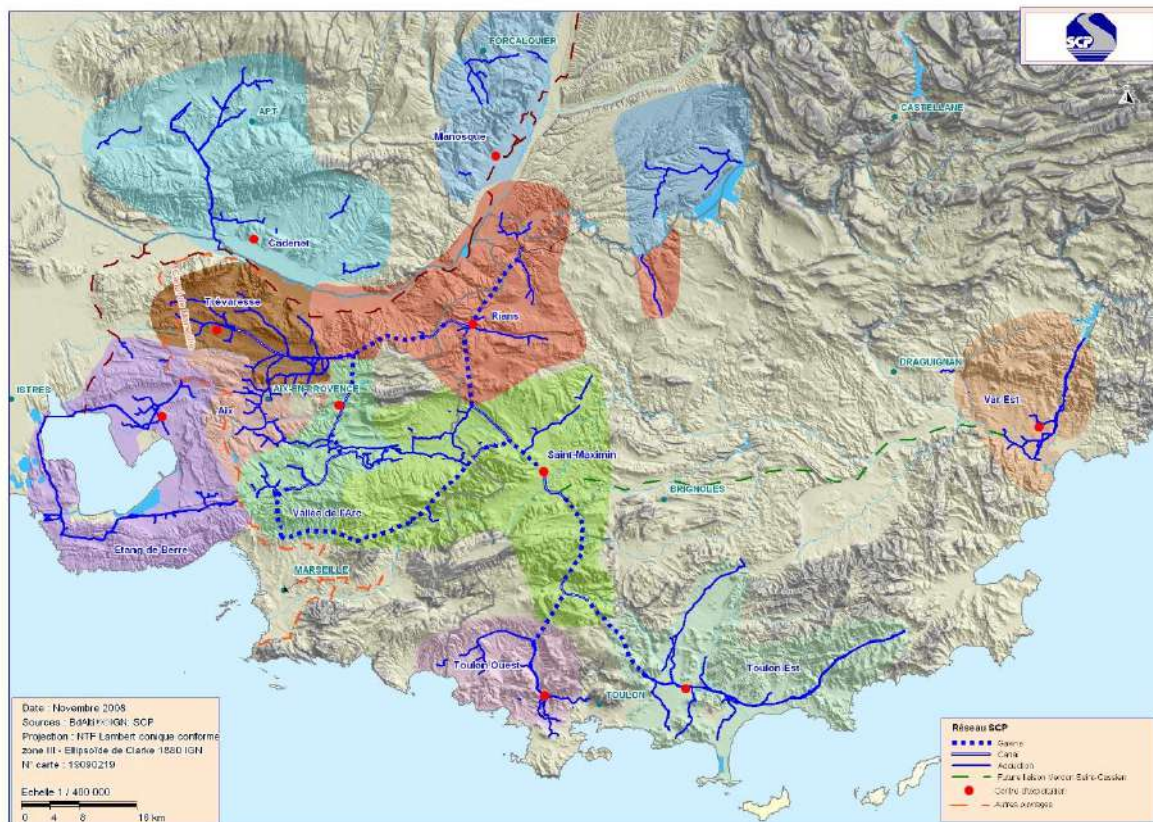 SCP
FORCALQUIER
CASTELLANE
APT
Manosque
Cadenet
Trévaresse
Rians
ISTRES
AIX-EN-PROVENCE
Aix
DRAGUIGNAN
Var Est
Saint-Maximin
BRIGNOLES
Vallée de l'Arc
Etang de Berre
MARSEILLE
Toulon Ouest
TOULON
Toulon Est
Date : Novembre 2008
Sources : IGN, SCP
Projection : NTF Lambert conique conforme
zone III - Ellipsoïde de Clarke 1880 IGN
N° carte : 19090219
Echelle 1 / 400 000
0 4 8 16 km
Réseau SCP
Galerie
Canal
Adduction
Future liaison Verdon Saint-Cassien
Centre d'exploitation
Autres ouvrages